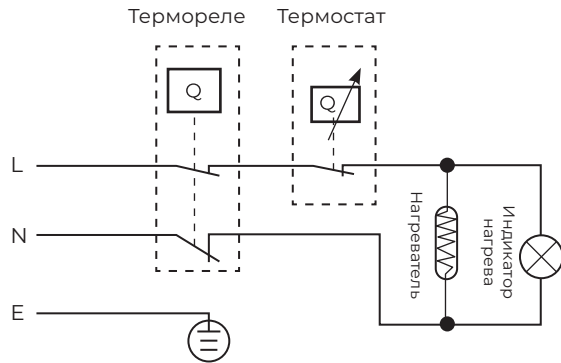 Термореле
Термостат
Q
Q
L
N
E
Нагреватель
Индикатор
нагрева